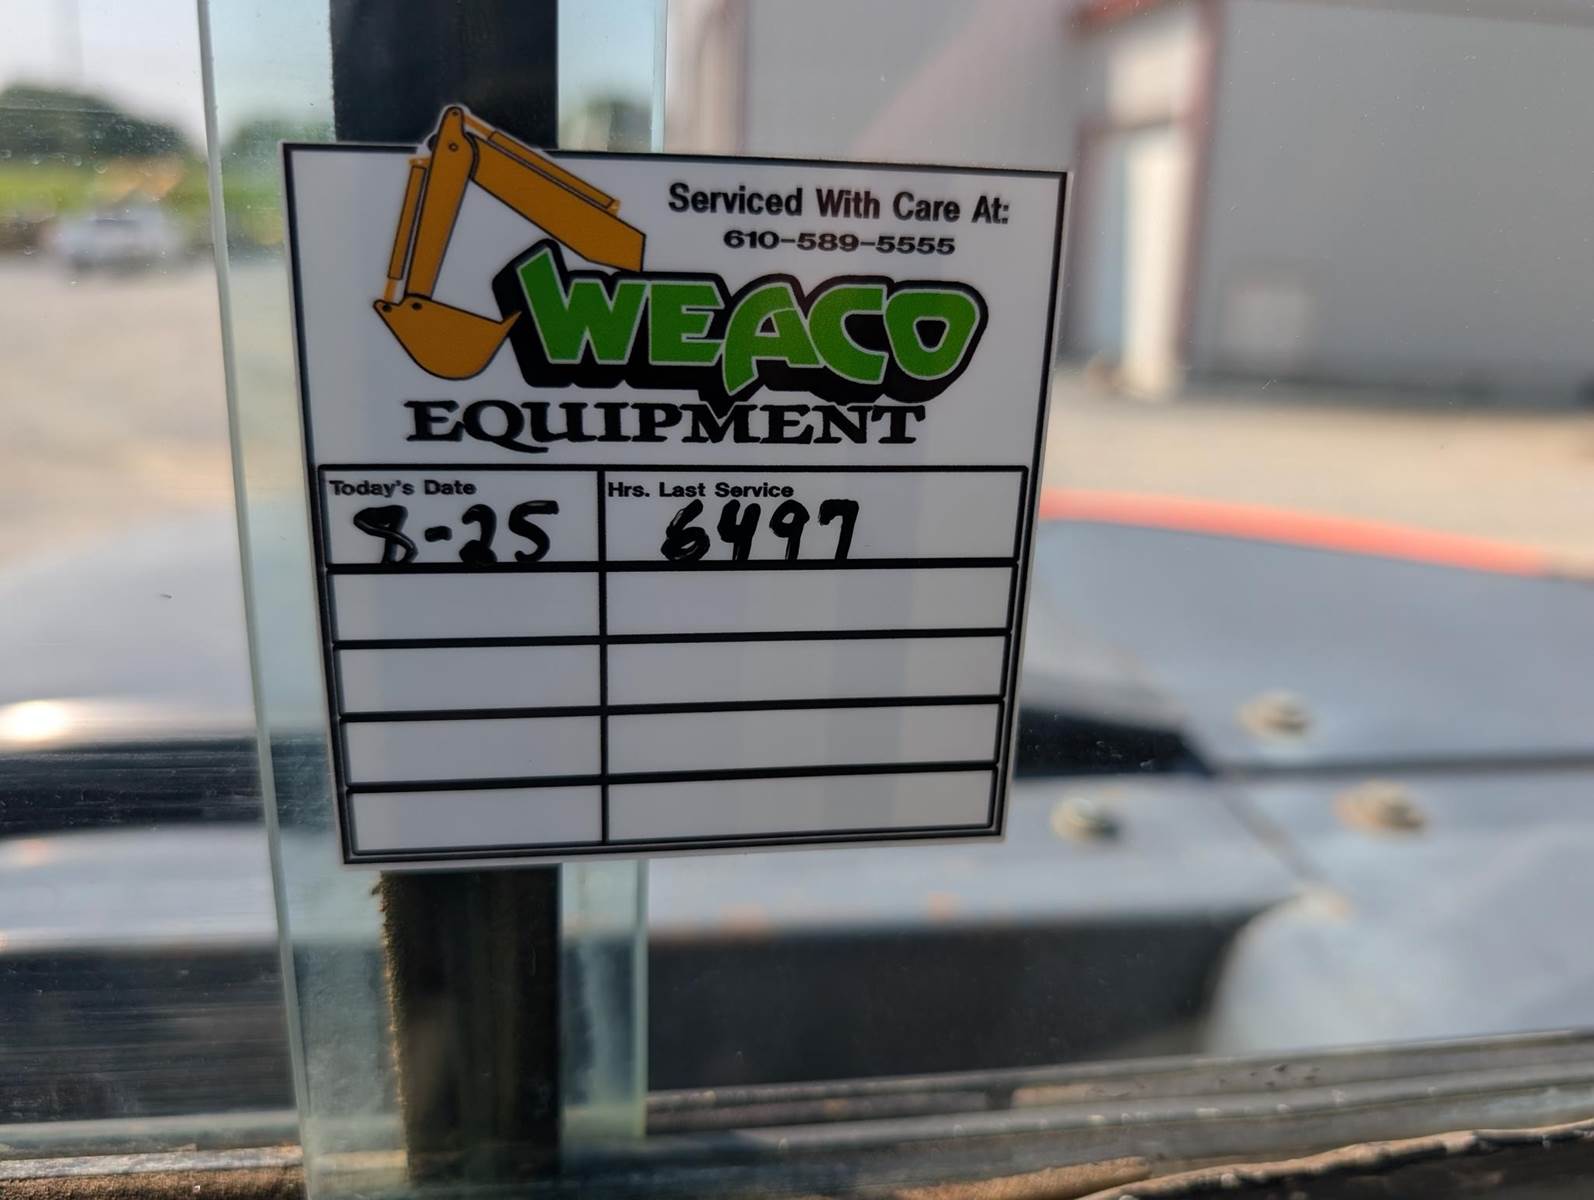 Serviced With Care At:
610-589-5555
WEACO
EQUIPMENT
Today's Date Hrs. Last Service
8-25 6497